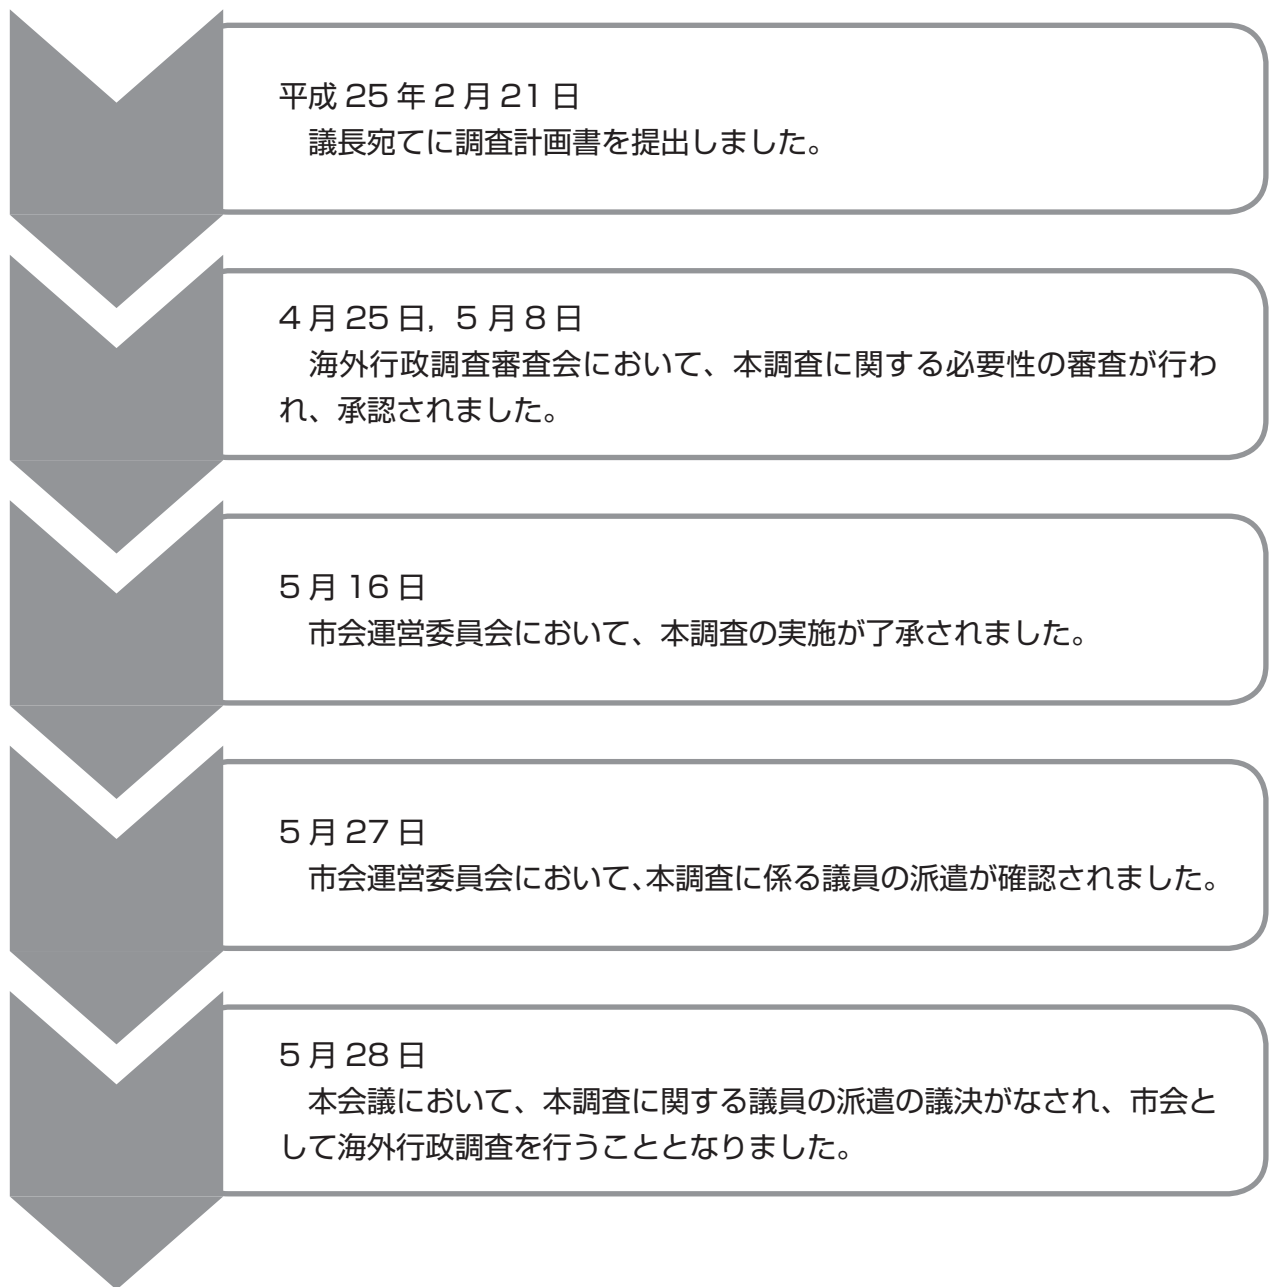 平成 25 年 2 月 21 日
　議長宛てに調査計画書を提出しました。
4 月 25 日, 5 月 8 日
　海外行政調査審査会において、本調査に関する必要性の審査が行わ
れ、承認されました。
5 月 16 日
　市会運営委員会において、本調査の実施が了承されました。
5 月 27 日
　市会運営委員会において、本調査に係る議員の派遣が確認されました。
5 月 28 日
　本会議において、本調査に関する議員の派遣の議決がなされ、市会と
して海外行政調査を行うこととなりました。